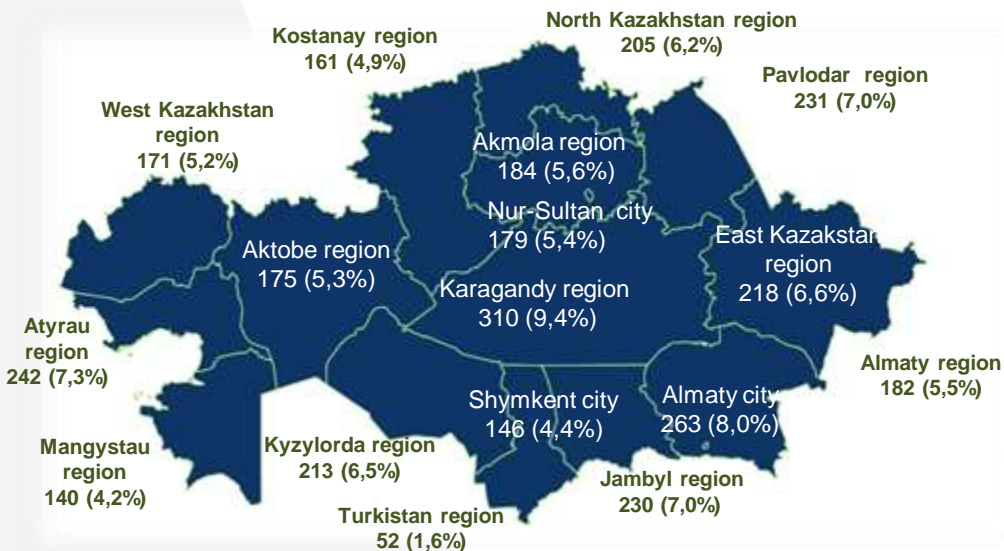 North Kazakhstan region
205 (6,2%)
Kostanay region
161 (4,9%)
Pavlodar region
231 (7,0%)
West Kazakhstan
region
171 (5,2%)
Akmola region
184 (5,6%)
Nur-Sultan city
179 (5,4%)
East Kazakstan
region
218 (6,6%)
Aktobe region
175 (5,3%)
Karagandy region
310 (9,4%)
Atyrau
region
242 (7,3%)
Almaty region
182 (5,5%)
Shymkent city
146 (4,4%)
Almaty city
263 (8,0%)
Mangystau
region
140 (4,2%)
Kyzylorda region
213 (6,5%)
Jambyl region
230 (7,0%)
Turkistan region
52 (1,6%)